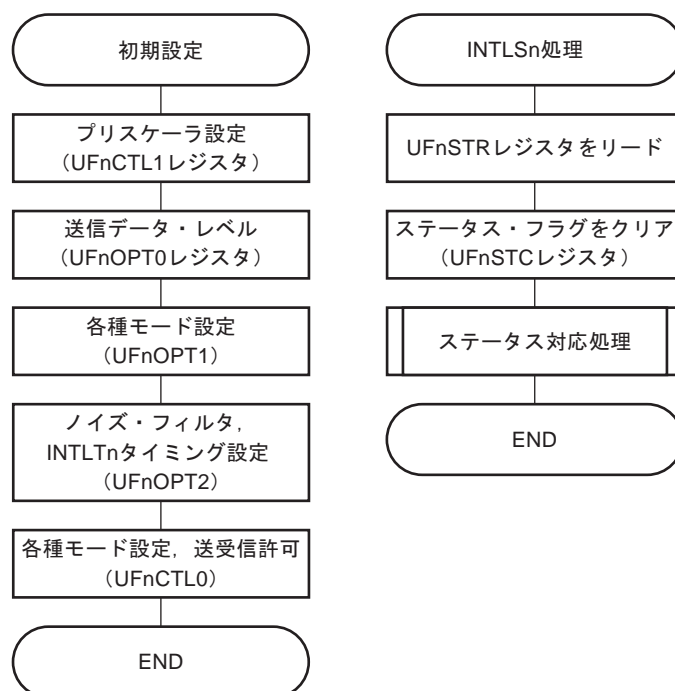 初期設定
プリスケーラ設定
（UFnCTL1レジスタ）
送信データ・レベル
（UFnOPT0レジスタ）
各種モード設定
（UFnOPT1）
ノイズ・フィルタ，
INTLTnタイミング設定
（UFnOPT2）
各種モード設定，送受信許可
（UFnCTL0）
END
INTLSn処理
UFnSTRレジスタをリード
ステータス・フラグをクリア
（UFnSTCレジスタ）
ステータス対応処理
END